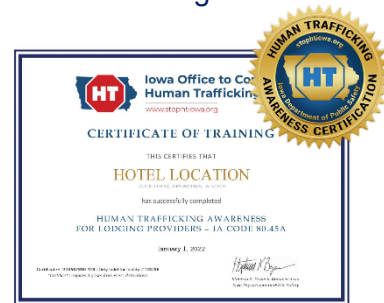 Iowa Office to Co
Human Trafficking
www.stophtiowa.org
HT
CERTIFICATE OF TRAINING
THIS CERTIFIES THAT
HOTEL LOCATION
has successfully completed
HUMAN TRAFFICKING AWARENESS
FOR LODGING PROVIDERS – IA CODE 80.45A
January 1, 2022
HUMAN TRAFFICKING
stophtiowa.org
HT
Iowa Department of Public Safety
AWARENESS CERTIFICATION